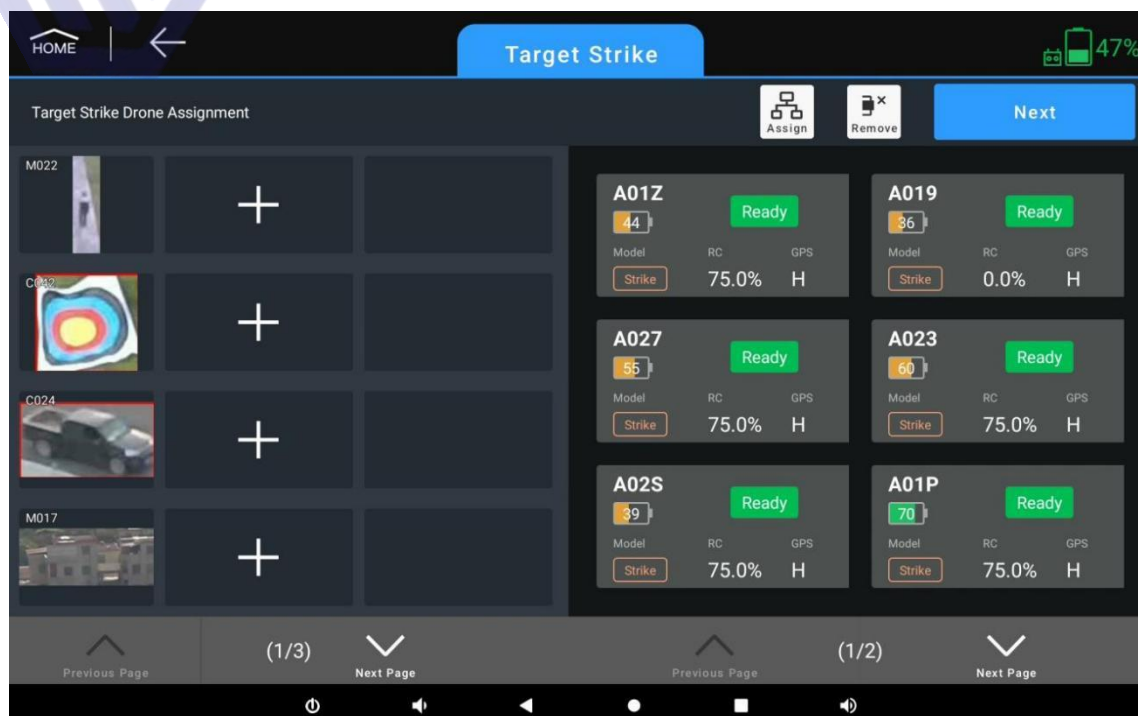 HOME
Target Strike
47%
Target Strike Drone Assignment
Assign
Remove
Next
M022
C042
C024
M017
A01Z
44
Ready
Model RC GPS
Strike 75.0% H
A019
36
Ready
Model RC GPS
Strike 0.0% H
A027
55
Ready
Model RC GPS
Strike 75.0% H
A023
60
Ready
Model RC GPS
Strike 75.0% H
A02S
39
Ready
Model RC GPS
Strike 75.0% H
A01P
70
Ready
Model RC GPS
Strike 75.0% H
Previous Page
(1/3)
Next Page
Previous Page
(1/2)
Next Page